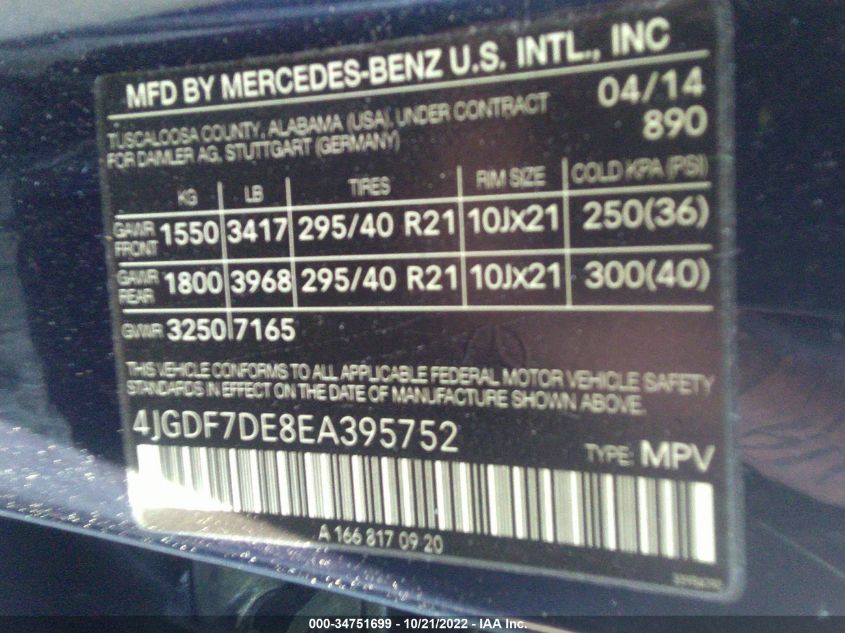 MFD BY MERCEDES-BENZ U.S. INTL., INC
TUSCALOOSA COUNTY, ALABAMA (USA), UNDER CONTRACT 04/14
FOR DAIMLER AG, STUTTGART (GERMANY) 890
KG LB TIRES RIM SIZE COLD KPA (PSI)
GAWR FRONT 1550 3417 295/40 R21 10Jx21 250(36)
GAWR REAR 1800 3968 295/40 R21 10Jx21 300(40)
GVWR 3250 7165
THIS VEHICLE CONFORMS TO ALL APPLICABLE FEDERAL MOTOR VEHICLE SAFETY
STANDARDS IN EFFECT ON THE DATE OF MANUFACTURE SHOWN ABOVE.
4JGDF7DE8EA395752 TYPE: MPV
A 166 817 09 20
000-34751699 - 10/21/2022 - IAA Inc.